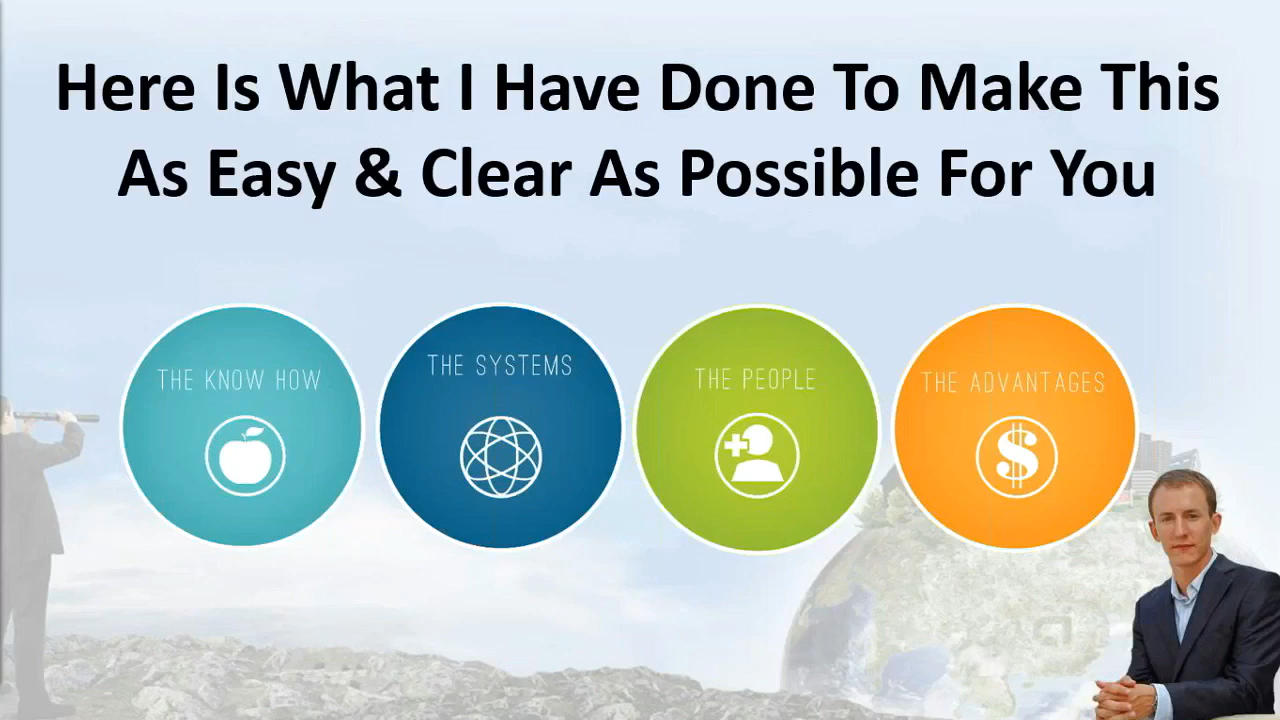 Here Is What I Have Done To Make This
As Easy & Clear As Possible For You
THE KNOW HOW
THE SYSTEMS
THE PEOPLE
THE ADVANTAGES